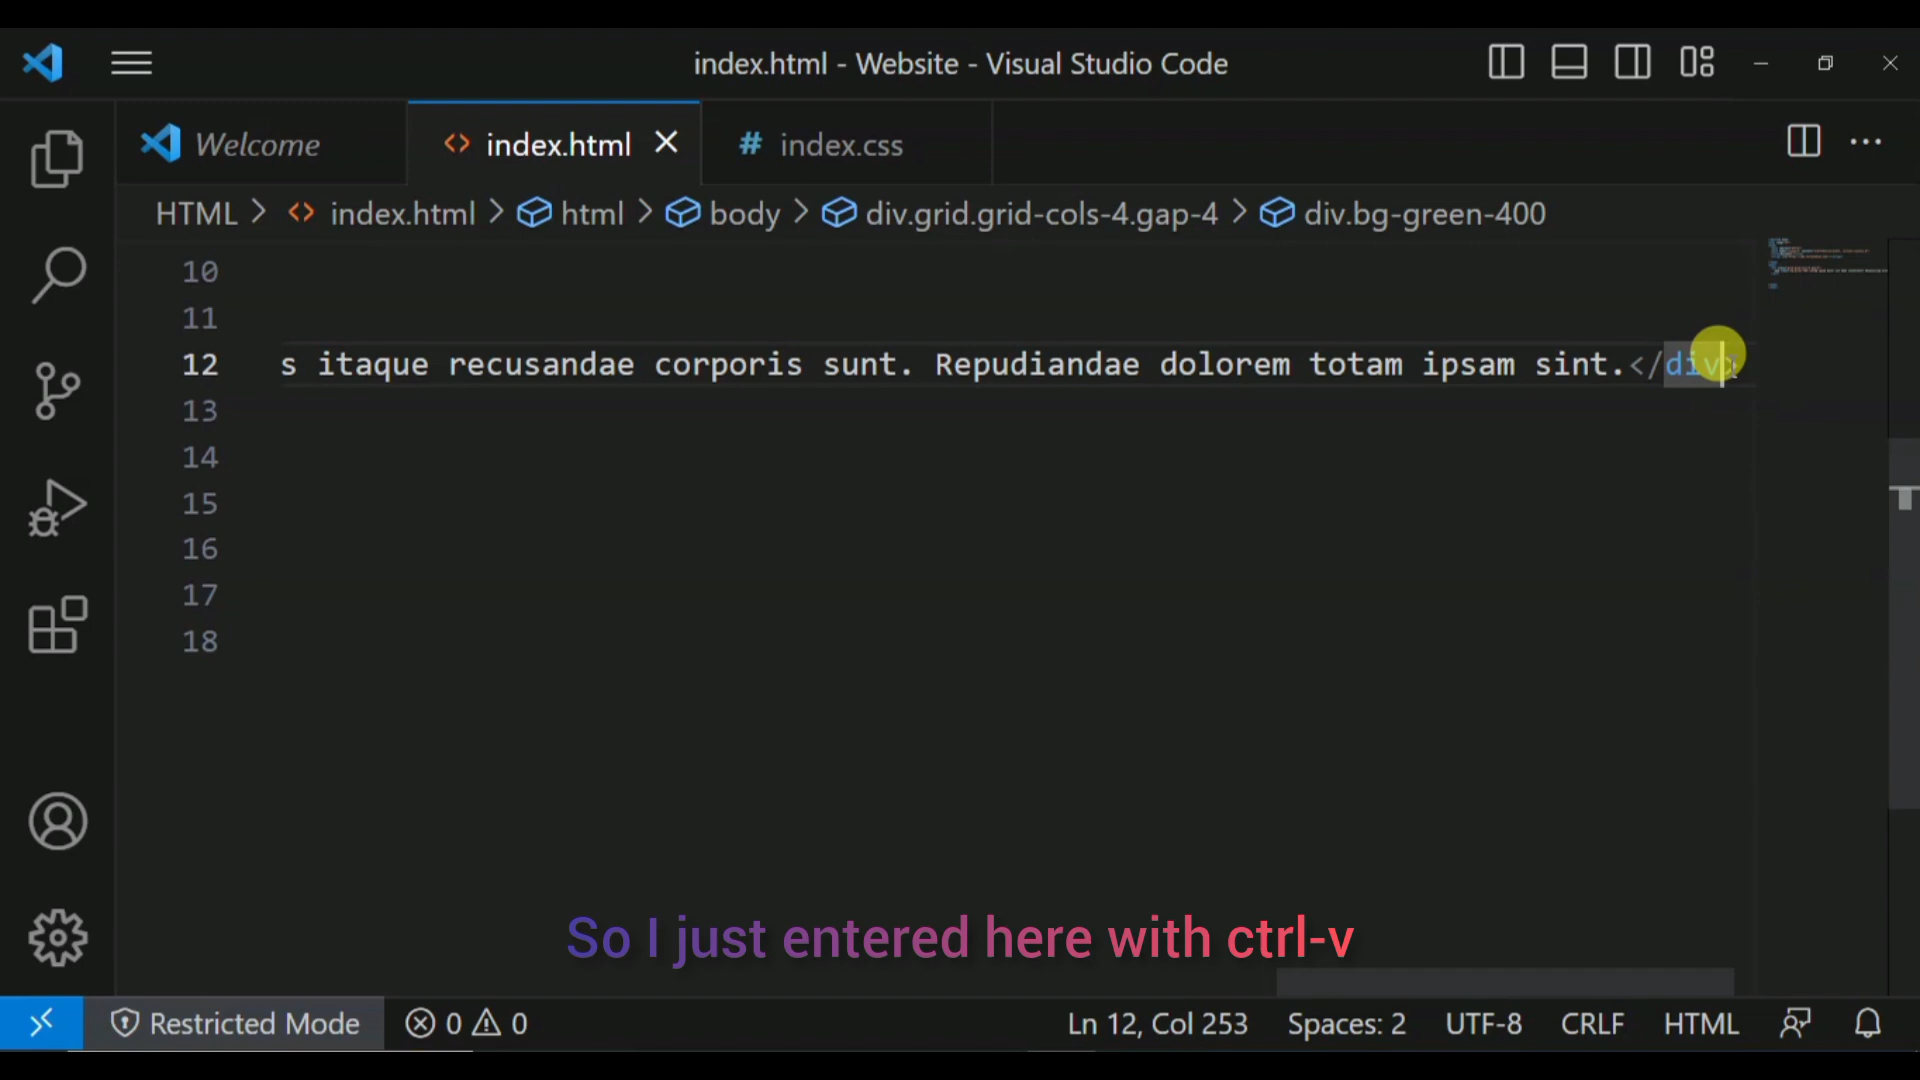 index.html - Website - Visual Studio Code
Welcome <> index.html # index.css
HTML > <> index.html > html > body > div.grid.grid-cols-4.gap-4 > div.bg-green-400
10
11
12 s itaque recusandae corporis sunt. Repudiandae dolorem totam ipsam sint.</div>
13
14
15
16
17
18
So I just entered here with ctrl-v
Restricted Mode 0 0 Ln 12, Col 253 Spaces: 2 UTF-8 CRLF HTML